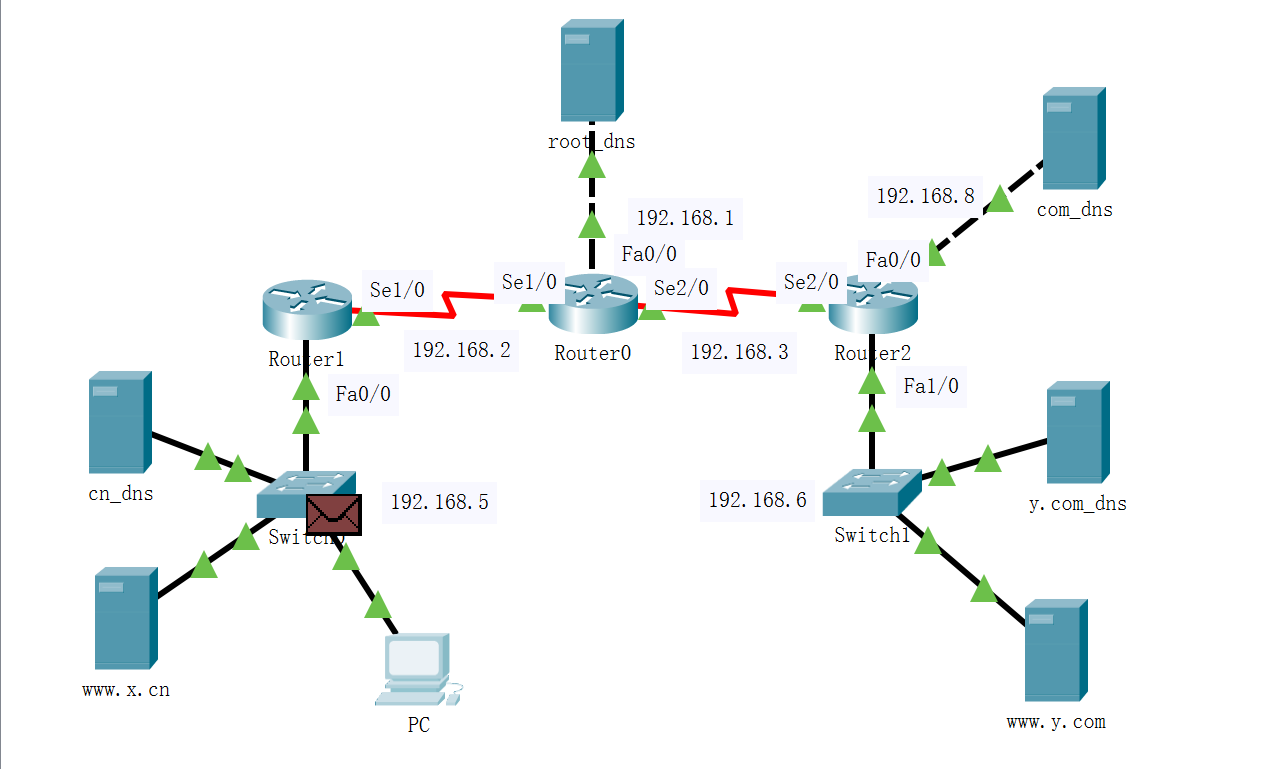 root_dns
192.168.8
com_dns
192.168.1
Fa0/0
Fa0/0
Se1/0
Se1/0
Se2/0
Se2/0
192.168.2
192.168.3
Router1
Router0
Router2
Fa0/0
Fa1/0
cn_dns
192.168.5
192.168.6
y.com_dns
Switch0
Switch1
www.x.cn
PC
www.y.com